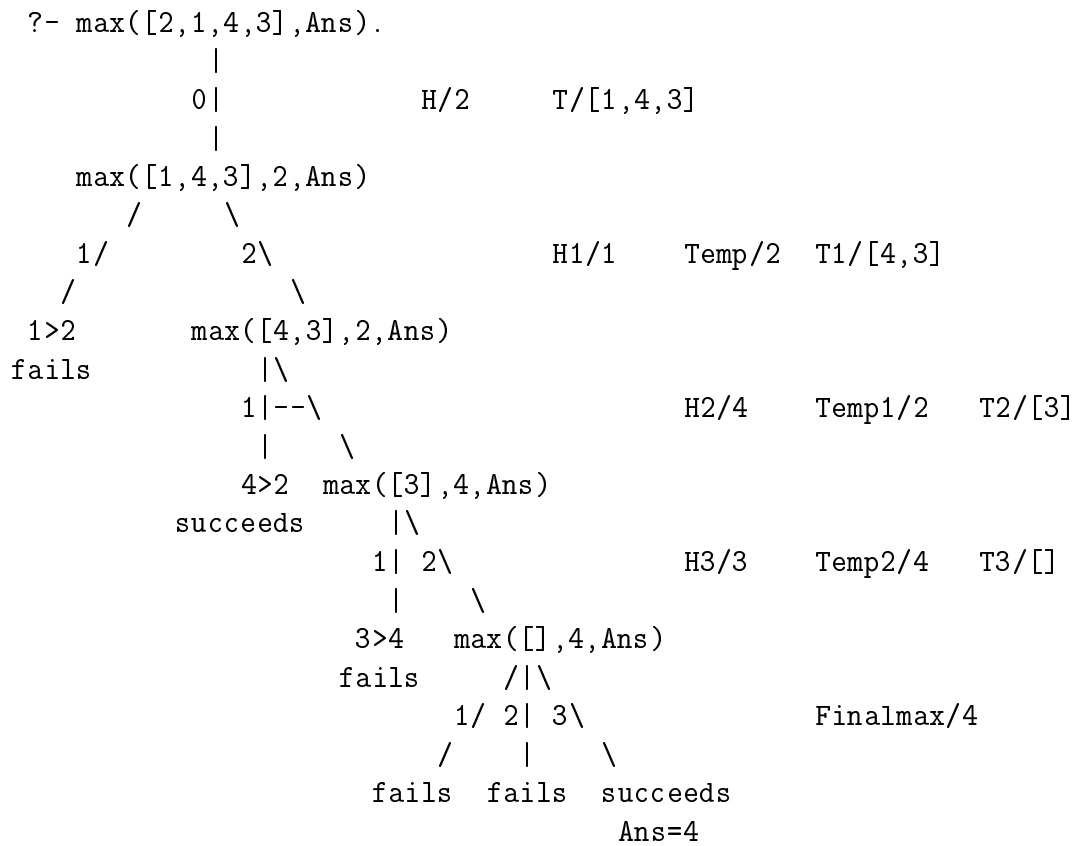 ?- max([2,1,4,3],Ans).
|
0| H/2 T/[1,4,3]
|
max([1,4,3],2,Ans)
/ \
1/ 2\ H1/1 Temp/2 T1/[4,3]
/ \
1>2 max([4,3],2,Ans)
fails |\
1|--\ H2/4 Temp1/2 T2/[3]
| \
4>2 max([3],4,Ans)
succeeds |\
1| 2\ H3/3 Temp2/4 T3/[]
| \
3>4 max([],4,Ans)
fails /|\
1/ 2| 3\ Finalmax/4
/ | \
fails fails succeeds
Ans=4